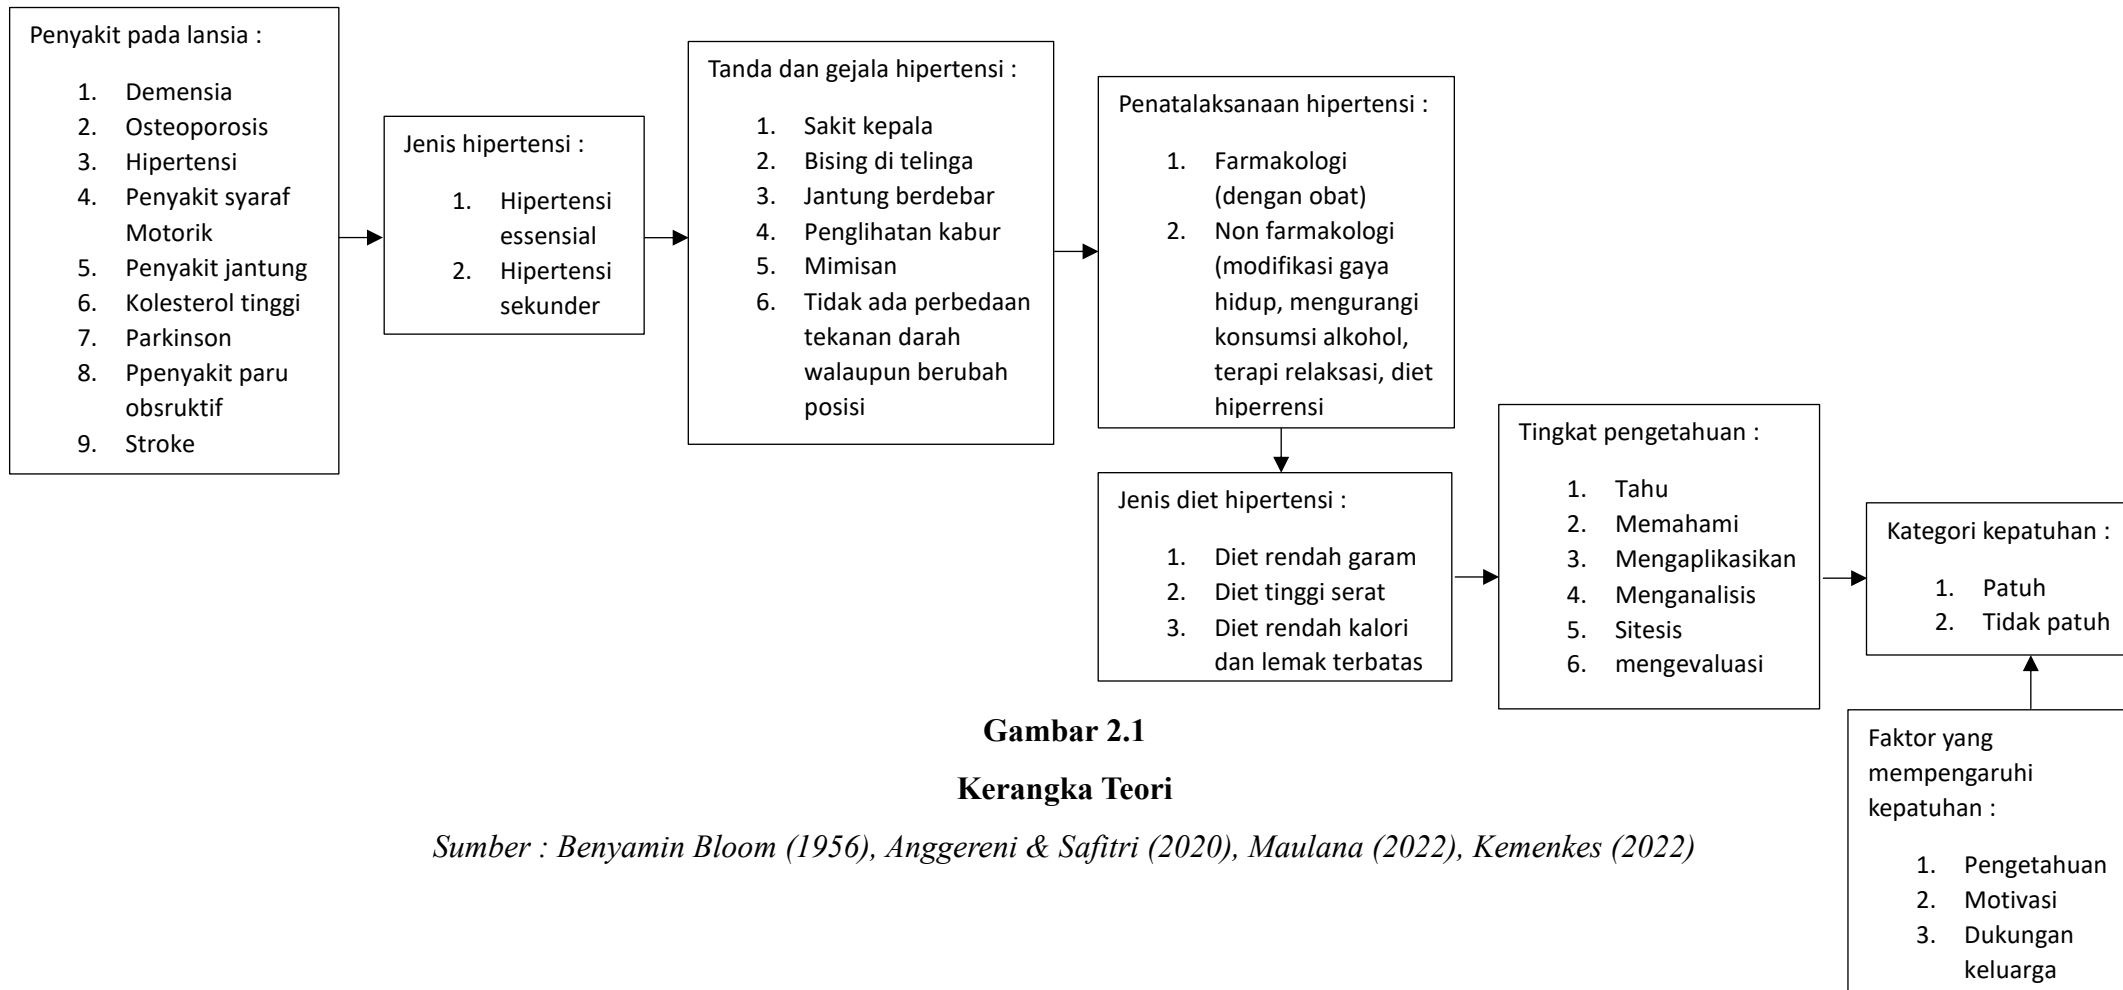 Penyakit pada lansia :
1. Demensia
2. Osteoporosis
3. Hipertensi
4. Penyakit syaraf
Motorik
5. Penyakit jantung
6. Kolesterol tinggi
7. Parkinson
8. Ppenyakit paru
obsruktif
9. Stroke
Jenis hipertensi :
1. Hipertensi
essensial
2. Hipertensi
sekunder
Tanda dan gejala hipertensi :
1. Sakit kepala
2. Bising di telinga
3. Jantung berdebar
4. Penglihatan kabur
5. Mimisan
6. Tidak ada perbedaan
tekanan darah
walaupun berubah
posisi
Penatalaksanaan hipertensi :
1. Farmakologi
(dengan obat)
2. Non farmakologi
(modifikasi gaya
hidup, mengurangi
konsumsi alkohol,
terapi relaksasi, diet
hiperrensi
Jenis diet hipertensi :
1. Diet rendah garam
2. Diet tinggi serat
3. Diet rendah kalori
dan lemak terbatas
Tingkat pengetahuan :
1. Tahu
2. Memahami
3. Mengaplikasikan
4. Menganalisis
5. Sitesis
6. mengevaluasi
Kategori kepatuhan :
1. Patuh
2. Tidak patuh
Faktor yang
mempengaruhi
kepatuhan :
1. Pengetahuan
2. Motivasi
3. Dukungan
keluarga
Gambar 2.1
Kerangka Teori
Sumber : Benyamin Bloom (1956), Anggereni & Safitri (2020), Maulana (2022), Kemenkes (2022)